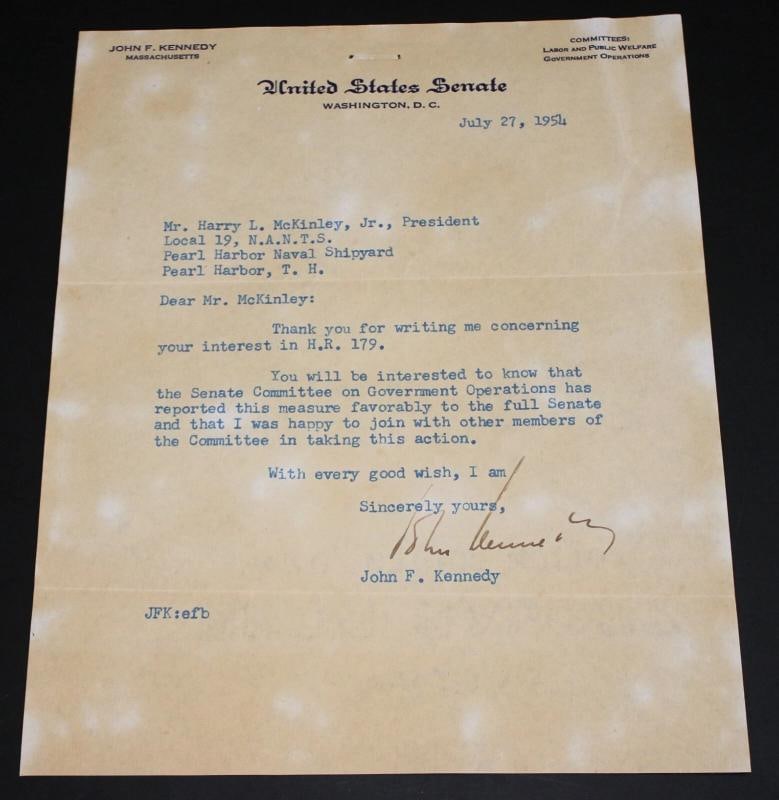 JOHN F. KENNEDY
MASSACHUSETTS
COMMITTEES:
LABOR AND PUBLIC WELFARE
GOVERNMENT OPERATIONS
United States Senate
WASHINGTON, D. C.
July 27, 1954
Mr. Harry L. McKinley, Jr., President
Local 19, N.A.N.T.S.
Pearl Harbor Naval Shipyard
Pearl Harbor, T. H.
Dear Mr. McKinley:
Thank you for writing me concerning
your interest in H.R. 179.
You will be interested to know that
the Senate Committee on Government Operations has
reported this measure favorably to the full Senate
and that I was happy to join with other members of
the Committee in taking this action.
With every good wish, I am
Sincerely yours,
John Kennedy
John F. Kennedy
JFK:efb